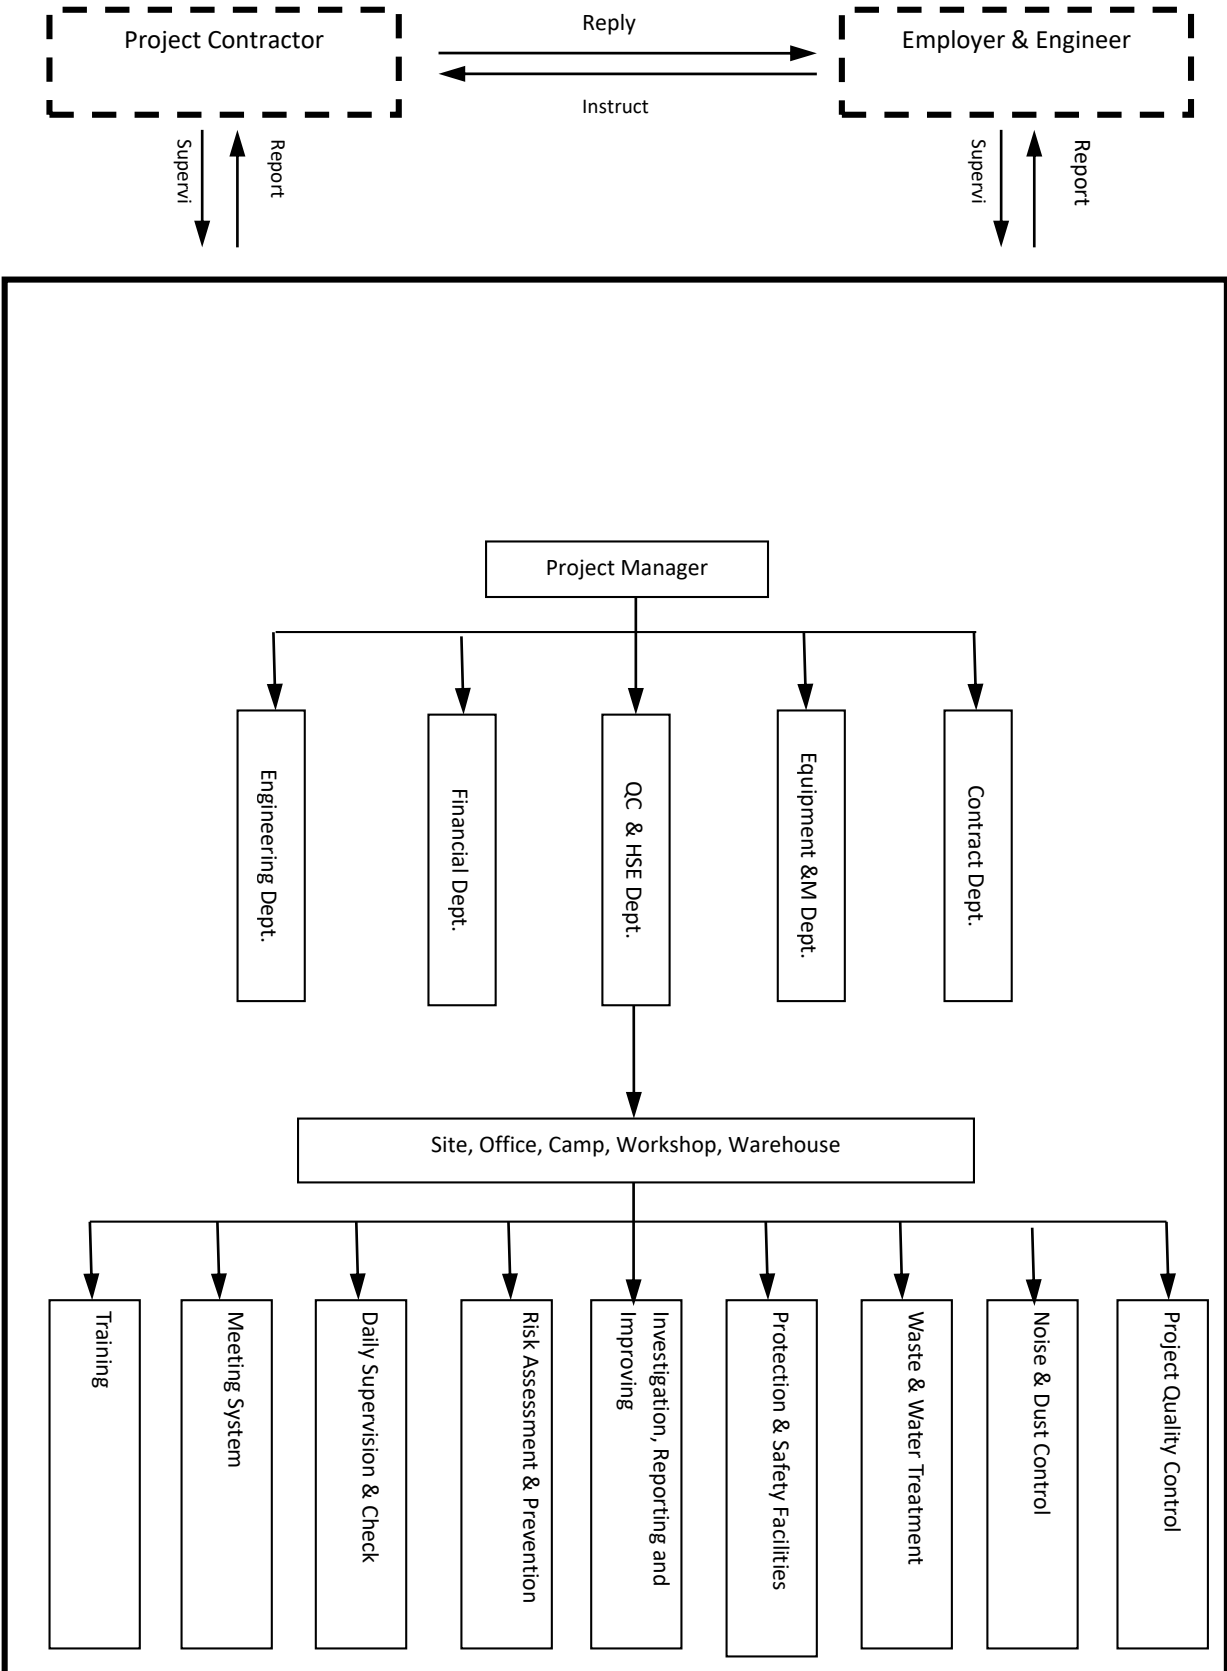 Project Contractor
Reply
Employer & Engineer
Instruct
Supervi
Report
Supervi
Report
Project Manager
Engineering Dept.
Financial Dept.
QC & HSE Dept.
Equipment &M Dept.
Contract Dept.
Site, Office, Camp, Workshop, Warehouse
Training
Meeting System
Daily Supervision & Check
Risk Assessment & Prevention
Investigation, Reporting and
Improving
Protection & Safety Facilities
Waste & Water Treatment
Noise & Dust Control
Project Quality Control